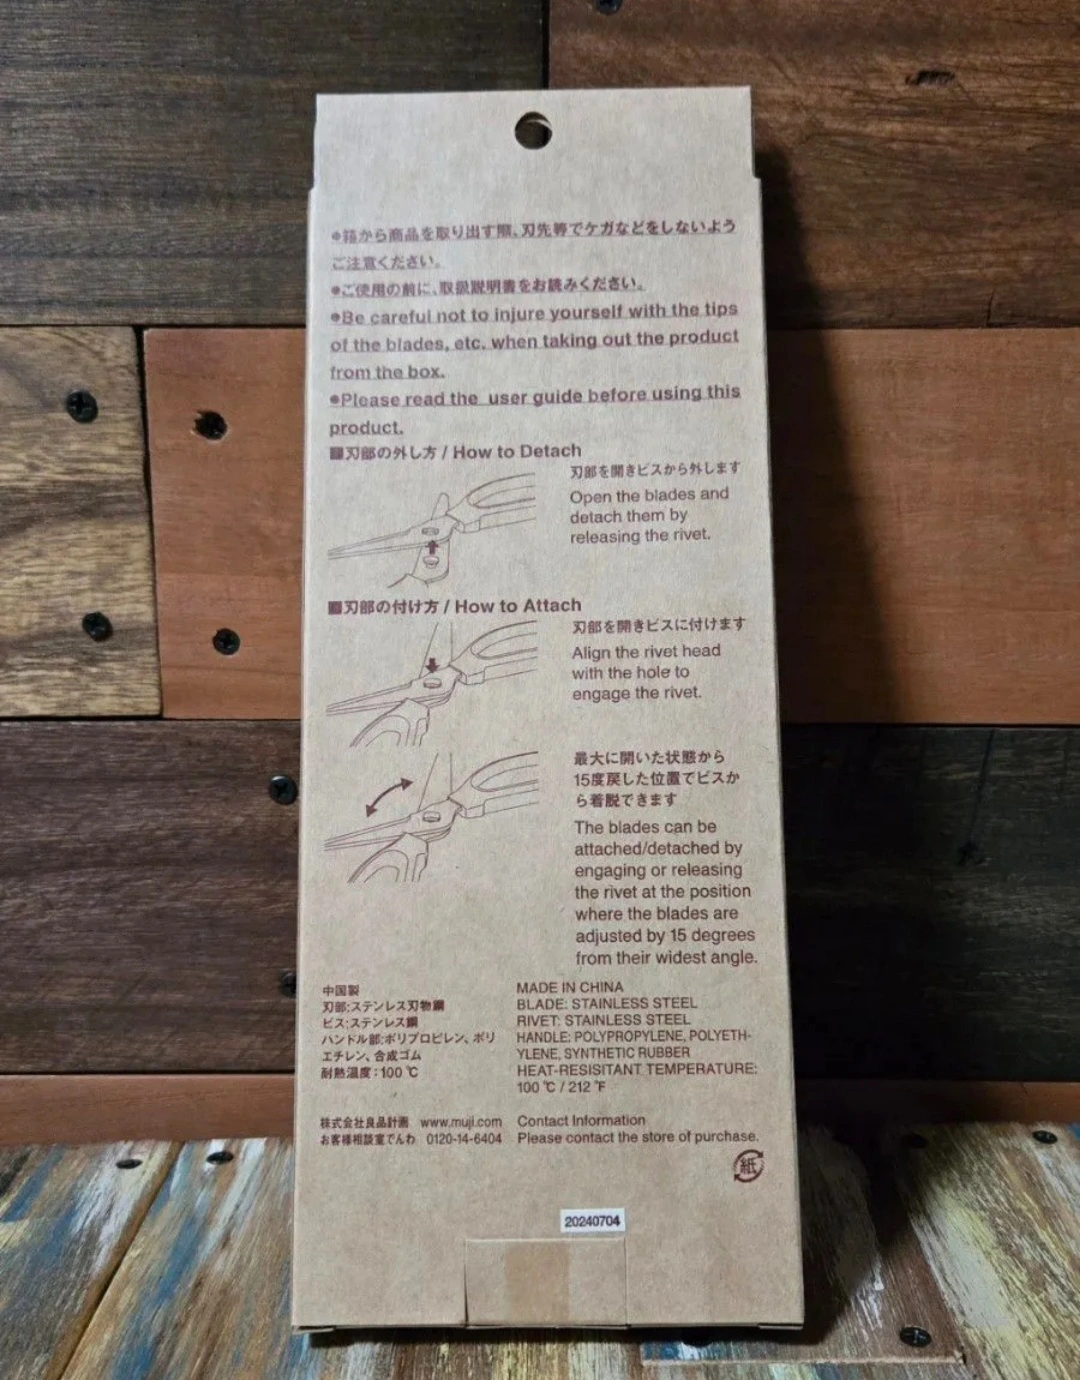 ●箱から商品を取り出す際、刃先等でケガなどをしないよう
ご注意ください。
●ご使用の前に、取扱説明書をお読みください。
●Be careful not to injure yourself with the tips
of the blades, etc. when taking out the product
from the box.
●Please read the user guide before using this
product.
■刃部の外し方 / How to Detach
刃部を開きビスから外します
Open the blades and
detach them by
releasing the rivet.
■刃部の付け方 / How to Attach
刃部を開きビスに付けます
Align the rivet head
with the hole to
engage the rivet.
最大に開いた状態から
15度戻した位置でビスか
ら着脱できます
The blades can be
attached/detached by
engaging or releasing
the rivet at the position
where the blades are
adjusted by 15 degrees
from their widest angle.
中国製
刃部:ステンレス刃物鋼
ビス:ステンレス鋼
ハンドル部:ポリプロピレン、ポリ
エチレン、合成ゴム
耐熱温度:100℃
MADE IN CHINA
BLADE: STAINLESS STEEL
RIVET: STAINLESS STEEL
HANDLE: POLYPROPYLENE, POLYETH-
YLENE, SYNTHETIC RUBBER
HEAT-RESISITANT TEMPERATURE:
100℃ / 212℉
株式会社良品計画 www.muji.com
お客様相談室でんわ 0120-14-6404
Contact Information
Please contact the store of purchase.
紙
20240704